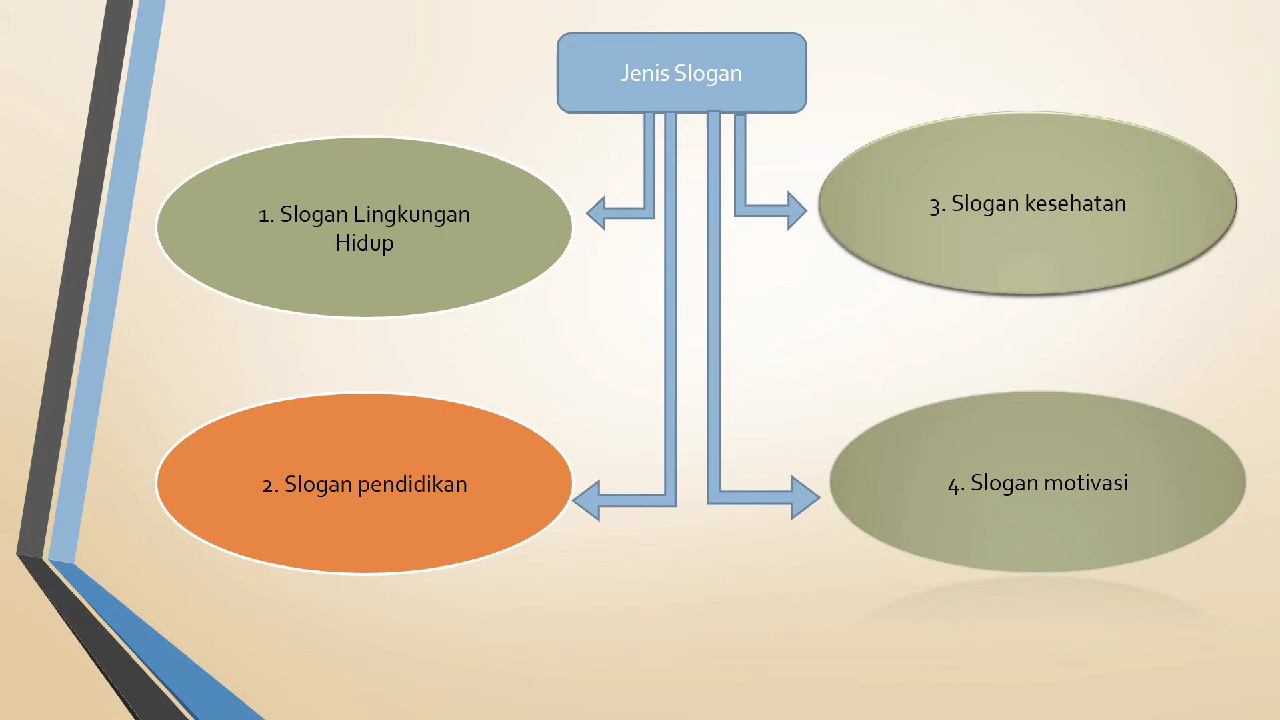 Jenis Slogan
1. Slogan Lingkungan
Hidup
2. Slogan pendidikan
3. Slogan kesehatan
4. Slogan motivasi